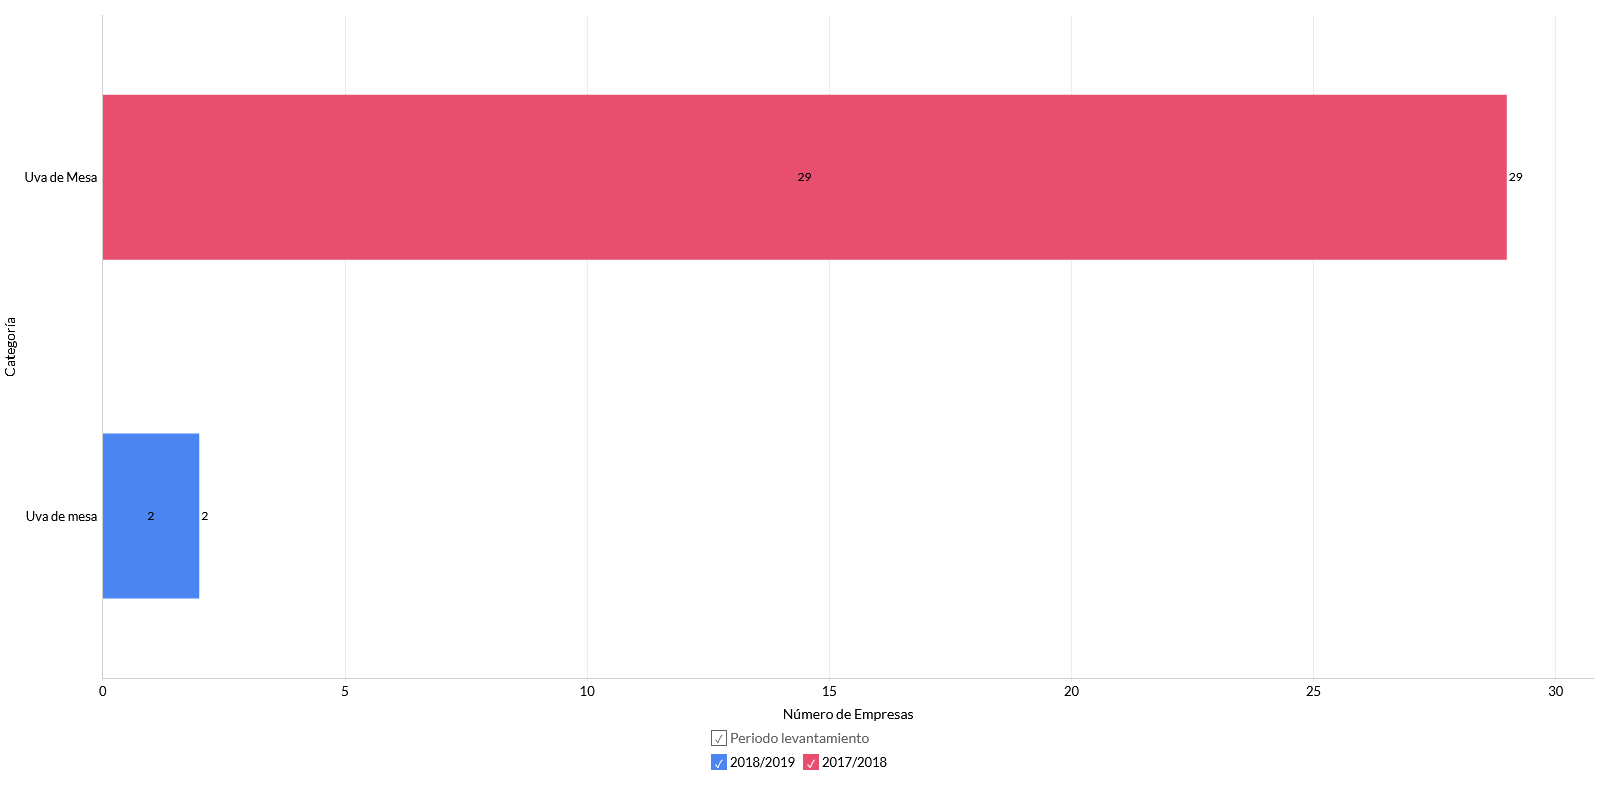 Categoría
Uva de Mesa
29
29
Uva de mesa
2
2
0 5 10 15 20 25 30
Número de Empresas
Periodo levantamiento
2018/2019 2017/2018